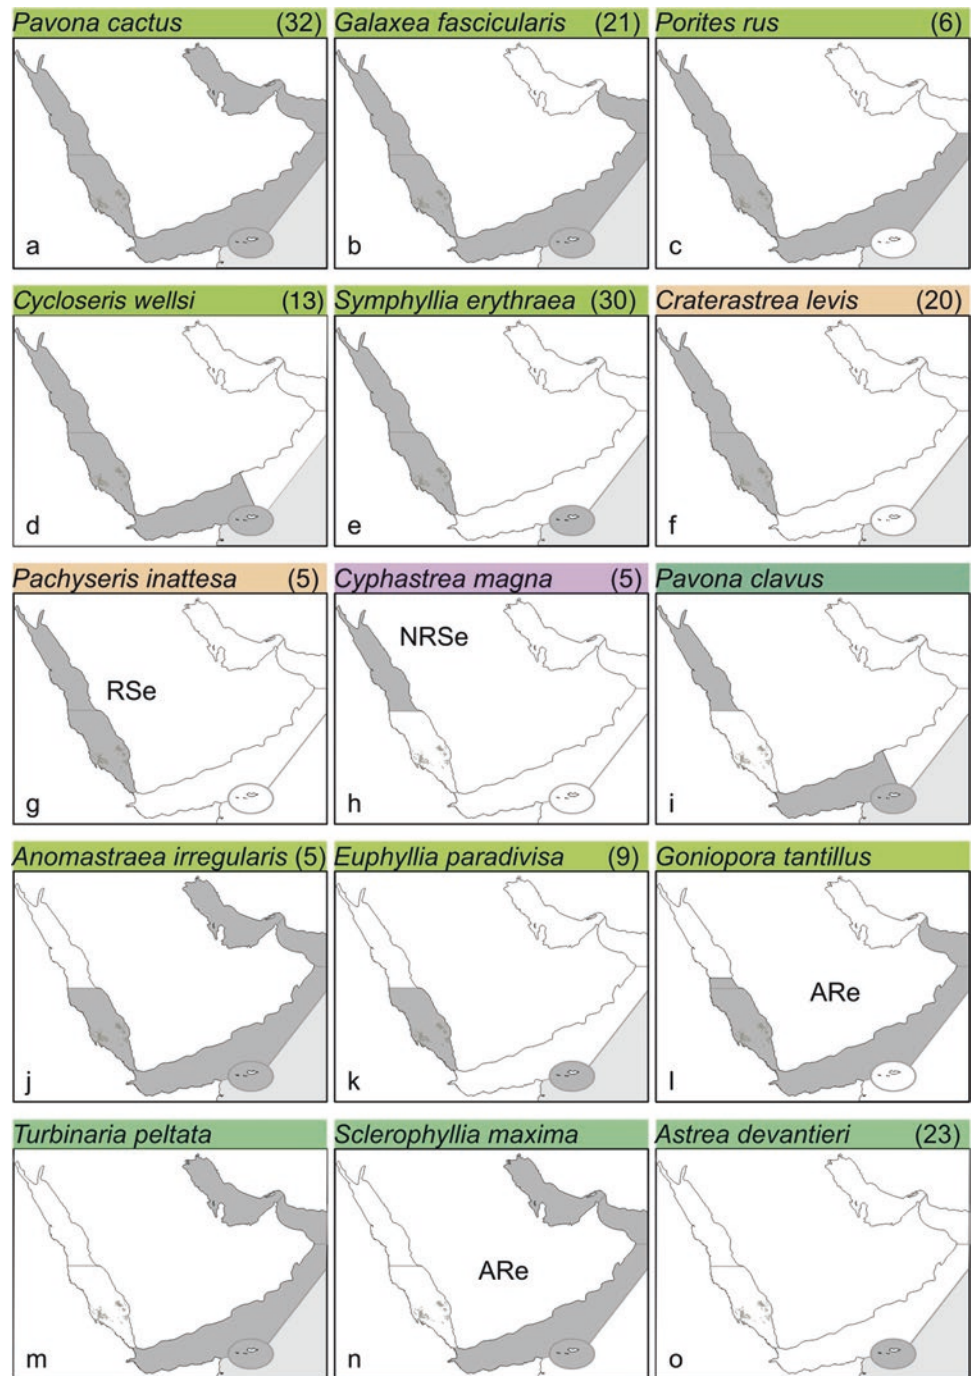 Pavona cactus (32)
Galaxea fascicularis (21)
Porites rus (6)
a
b
c
Cycloseris wellsi (13)
Symphyllia erythraea (30)
Craterastrea levis (20)
d
e
f
Pachyseris inattesa (5)
Cyphastrea magna (5)
Pavona clavus
RSe
NRSe
g
h
i
Anomastraea irregularis (5)
Euphyllia paradivisa (9)
Goniopora tantillus
ARe
j
k
l
Turbinaria peltata
Sclerophyllia maxima
Astrea devantieri (23)
ARe
m
n
o